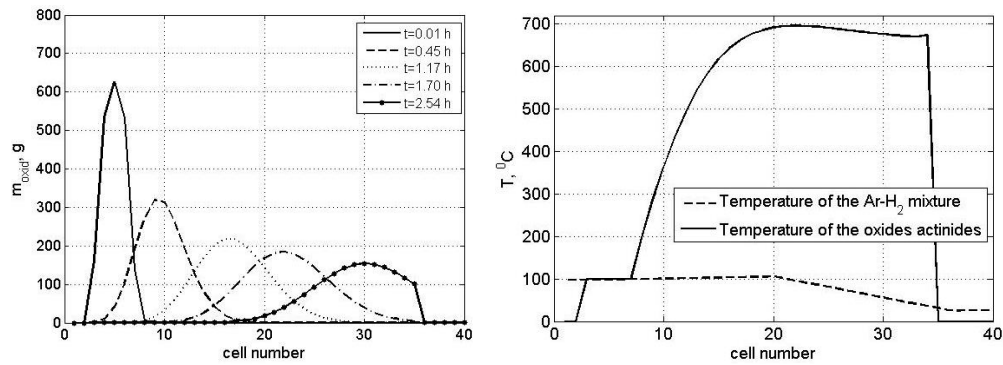 800
700
600
500
400
300
200
100
0
m_oxid, g
0
10
20
30
40
cell number
t=0.01 h
t=0.45 h
t=1.17 h
t=1.70 h
t=2.54 h
700
600
500
400
300
200
100
0
T, ⁰C
0
10
20
30
40
cell number
Temperature of the Ar-H₂ mixture
Temperature of the oxides actinides